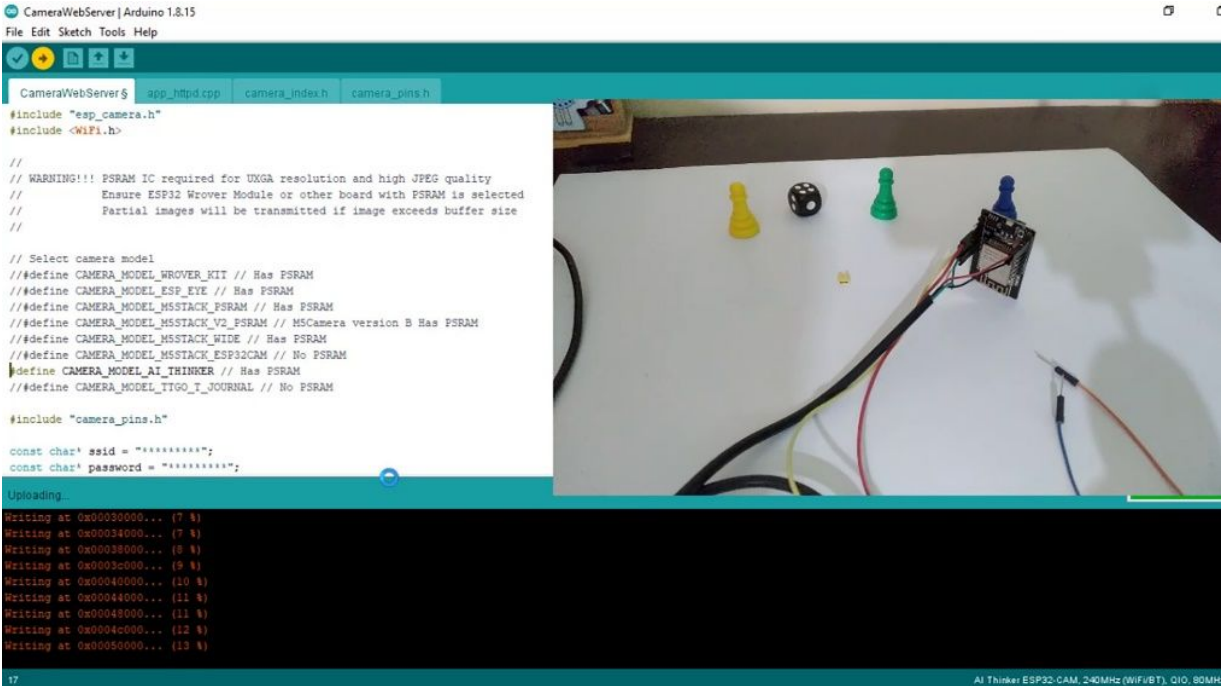 CameraWebServer | Arduino 1.8.15
File Edit Sketch Tools Help
CameraWebServer § app_httpd.cpp camera_index.h camera_pins.h
#include "esp_camera.h"
#include <WiFi.h>
//
// WARNING!!! PSRAM IC required for UXGA resolution and high JPEG quality
// Ensure ESP32 Wrover Module or other board with PSRAM is selected
// Partial images will be transmitted if image exceeds buffer size
//
// Select camera model
//#define CAMERA_MODEL_WROVER_KIT // Has PSRAM
//#define CAMERA_MODEL_ESP_EYE // Has PSRAM
//#define CAMERA_MODEL_M5STACK_PSRAM // Has PSRAM
//#define CAMERA_MODEL_M5STACK_V2_PSRAM // M5Camera version B Has PSRAM
//#define CAMERA_MODEL_M5STACK_WIDE // Has PSRAM
//#define CAMERA_MODEL_M5STACK_ESP32CAM // No PSRAM
#define CAMERA_MODEL_AI_THINKER // Has PSRAM
//#define CAMERA_MODEL_TTGO_T_JOURNAL // No PSRAM
#include "camera_pins.h"
const char* ssid = "*********";
const char* password = "*********";
Uploading...
Writing at 0x00030000... (7 %)
Writing at 0x00034000... (7 %)
Writing at 0x00038000... (8 %)
Writing at 0x0003c000... (9 %)
Writing at 0x00040000... (10 %)
Writing at 0x00044000... (11 %)
Writing at 0x00048000... (11 %)
Writing at 0x0004c000... (12 %)
Writing at 0x00050000... (13 %)
17 AI Thinker ESP32-CAM, 240MHz (WiFi/BT), QIO, 80MH